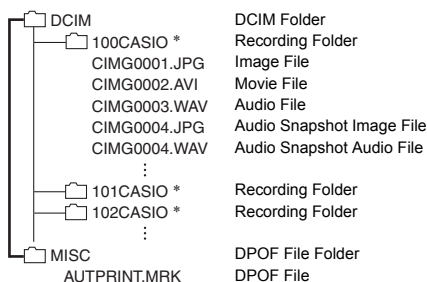 DCIM DCIM Folder
100CASIO * Recording Folder
CIMG0001.JPG Image File
CIMG0002.AVI Movie File
CIMG0003.WAV Audio File
CIMG0004.JPG Audio Snapshot Image File
CIMG0004.WAV Audio Snapshot Audio File
101CASIO * Recording Folder
102CASIO * Recording Folder
MISC DPOF File Folder
AUTPRINT.MRK DPOF File